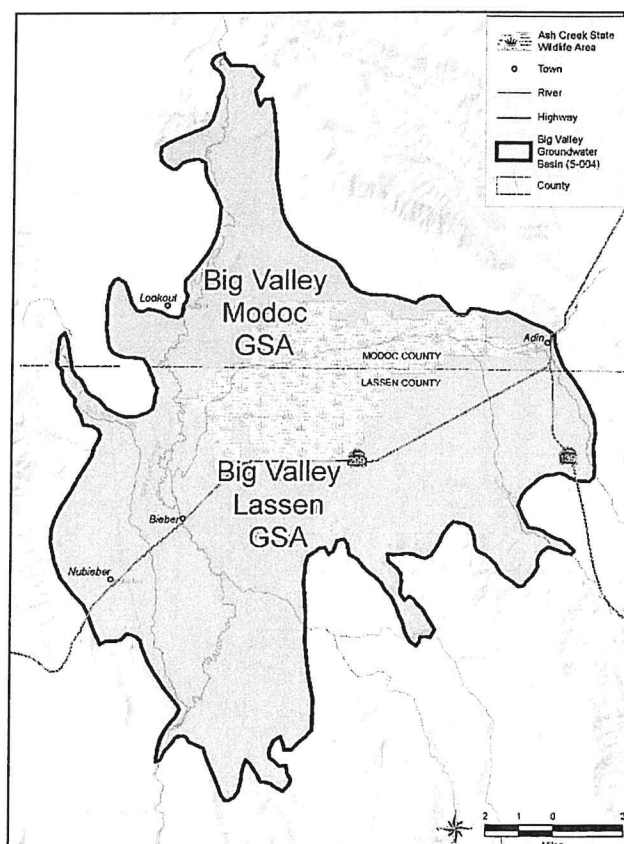 Ash Creek State
Wildlife Area
Town
River
Highway
Big Valley
Groundwater
Basin (5-004)
County
Lookout
Big Valley
Modoc
GSA
Adin
MODOC COUNTY
LASSEN COUNTY
299
139
Big Valley
Lassen
GSA
Bieber
Nubieber
2 1 0
Miles